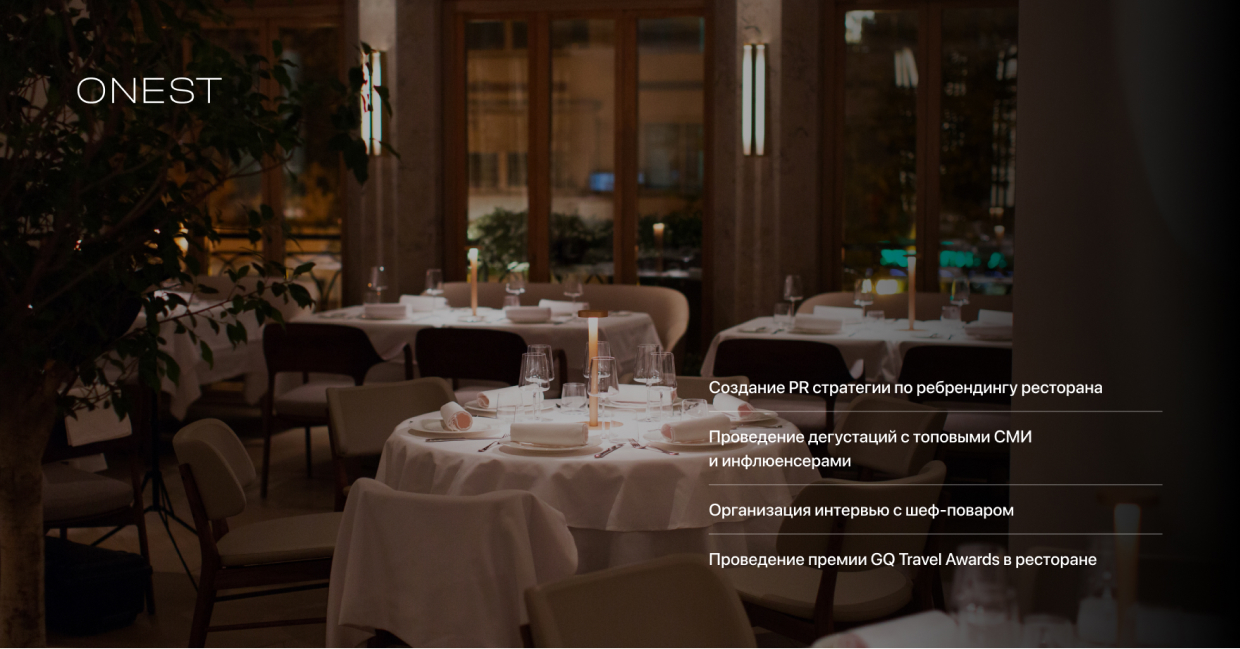 ONEST
Создание PR стратегии по ребрендингу ресторана
Проведение дегустаций с топовыми СМИ
и инфлюенсерами
Организация интервью с шеф-поваром
Проведение премии GQ Travel Awards в ресторане